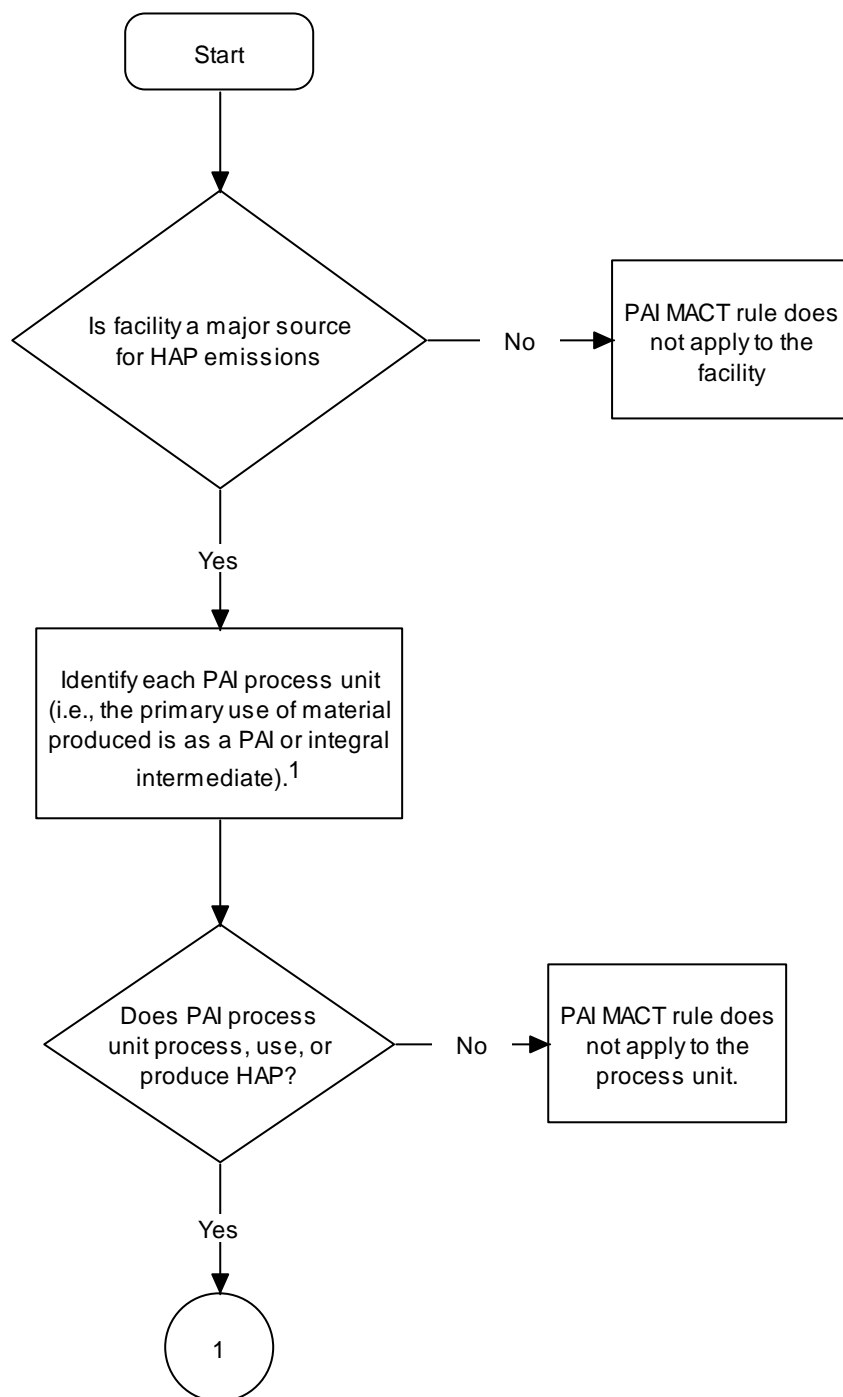 Start
Is facility a major source
for HAP emissions
No
PAI MACT rule does
not apply to the
facility
Yes
Identify each PAI process unit
(i.e., the primary use of material
produced is as a PAI or integral
intermediate).1
Does PAI process
unit process, use, or
produce HAP?
No
PAI MACT rule does
not apply to the
process unit.
Yes
1